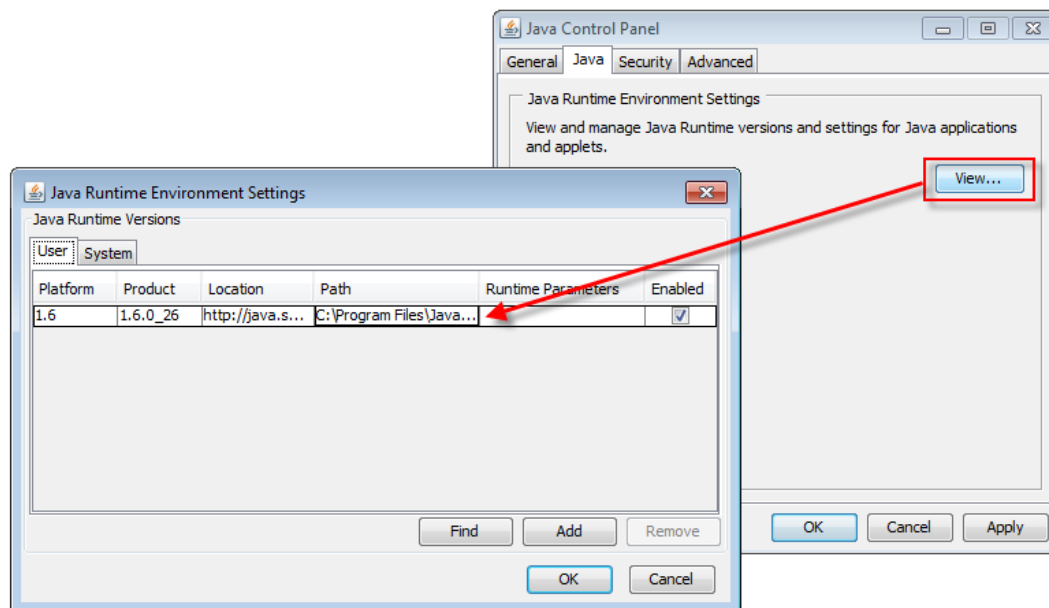 Java Control Panel
General Java Security Advanced
Java Runtime Environment Settings
View and manage Java Runtime versions and settings for Java applications
and applets.
View...
Java Runtime Environment Settings
Java Runtime Versions
User System
Platform Product Location Path Runtime Parameters Enabled
1.6 1.6.0_26 http://java.s... C:\Program Files\Java...
Find Add Remove
OK Cancel
OK Cancel Apply